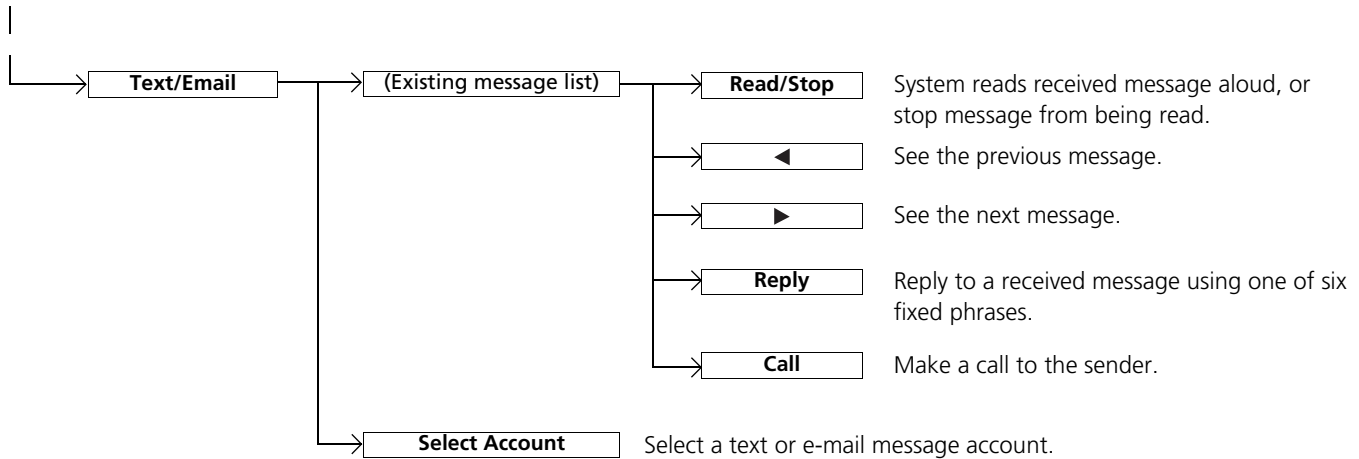 Text/Email
(Existing message list)
Read/Stop
System reads received message aloud, or
stop message from being read.
◀
See the previous message.
▶
See the next message.
Reply
Reply to a received message using one of six
fixed phrases.
Call
Make a call to the sender.
Select Account
Select a text or e-mail message account.